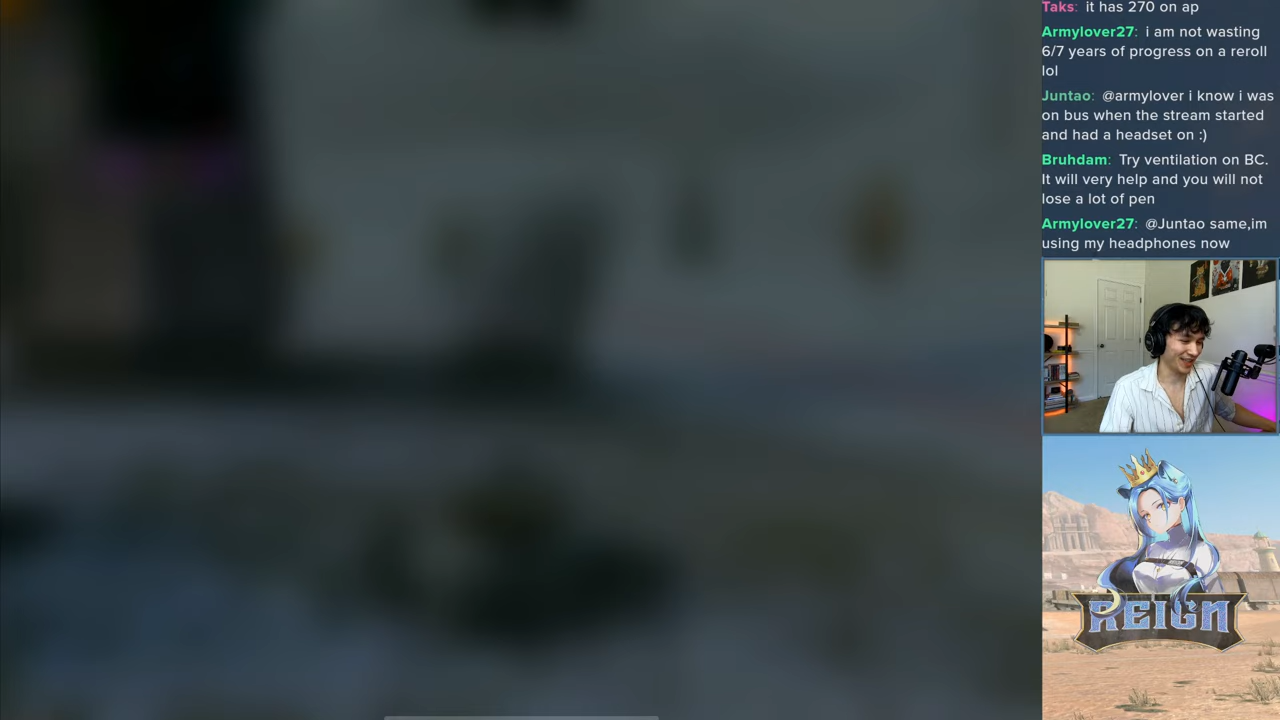 Taks: it has 270 on ap
Armylover27: i am not wasting
6/7 years of progress on a reroll
lol
Juntao: @armylover i know i was
on bus when the stream started
and had a headset on :)
Bruhdam: Try ventilation on BC.
It will very help and you will not
lose a lot of pen
Armylover27: @Juntao same,im
using my headphones now
REIGN